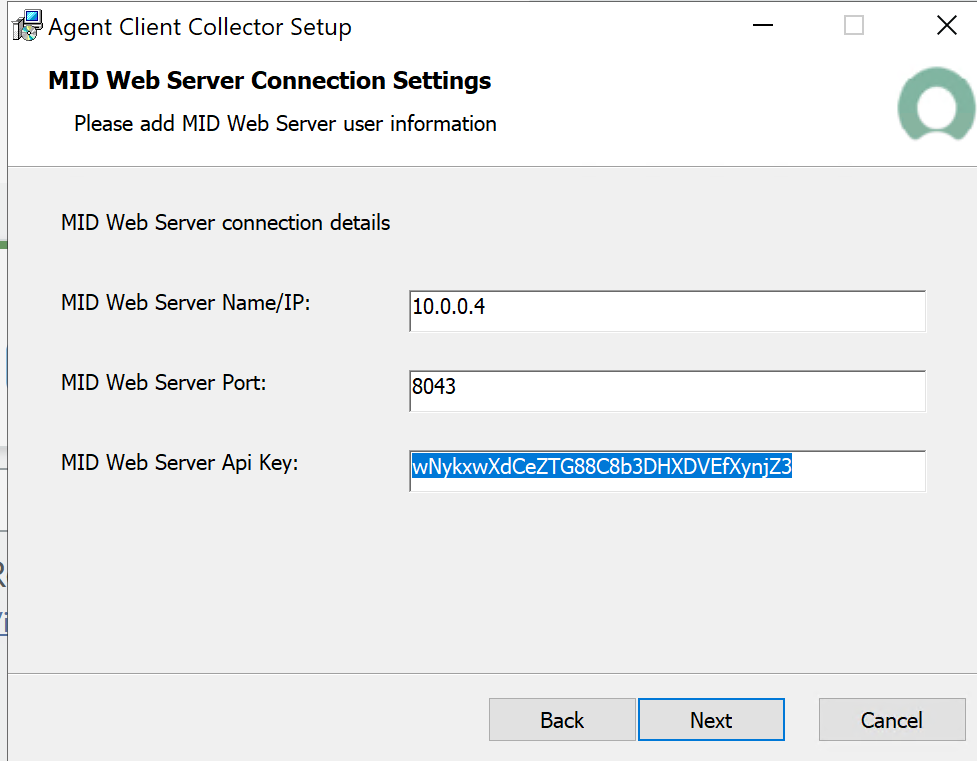 Agent Client Collector Setup
MID Web Server Connection Settings
Please add MID Web Server user information
MID Web Server connection details
MID Web Server Name/IP:
10.0.0.4
MID Web Server Port:
8043
MID Web Server Api Key:
wNykxwXdCeZTG88C8b3DHXDVEfXynjZ3
Back
Next
Cancel